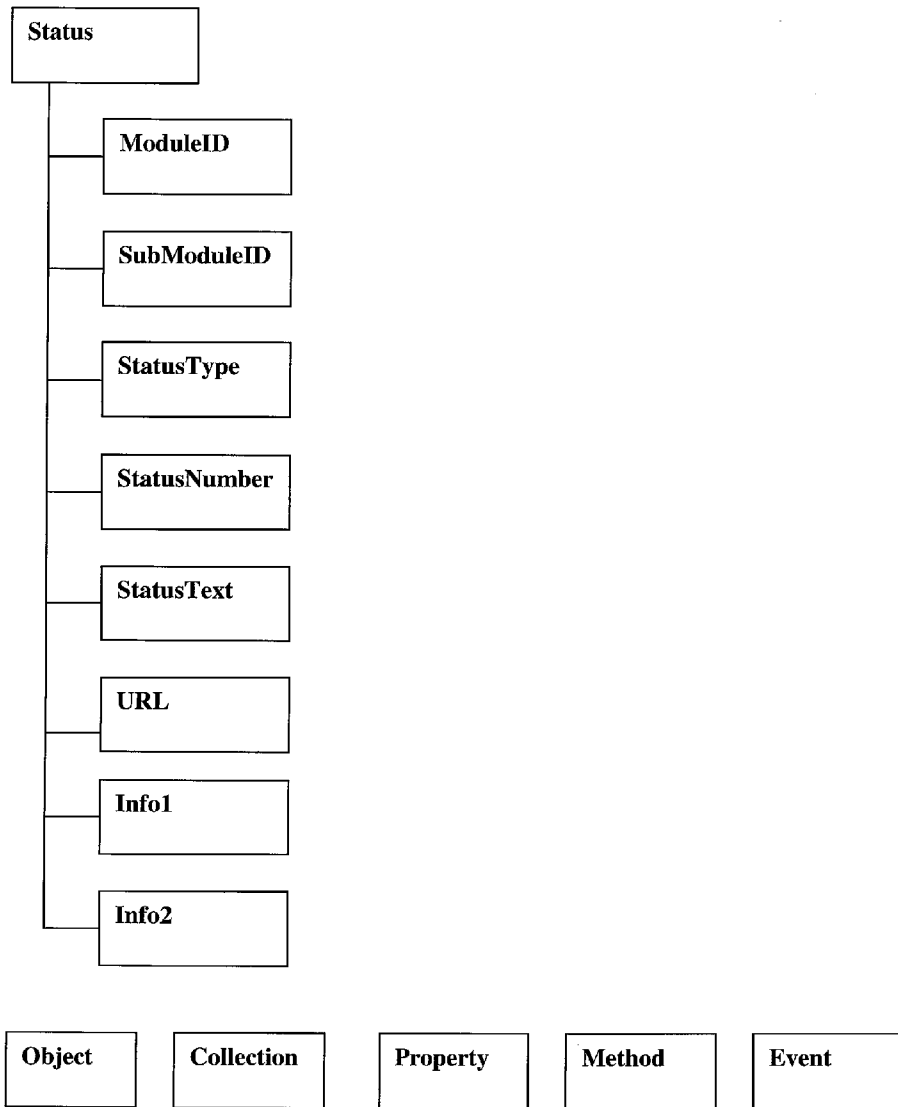 Status
ModuleID
SubModuleID
StatusType
StatusNumber
StatusText
URL
Info1
Info2
Object Collection Property Method Event